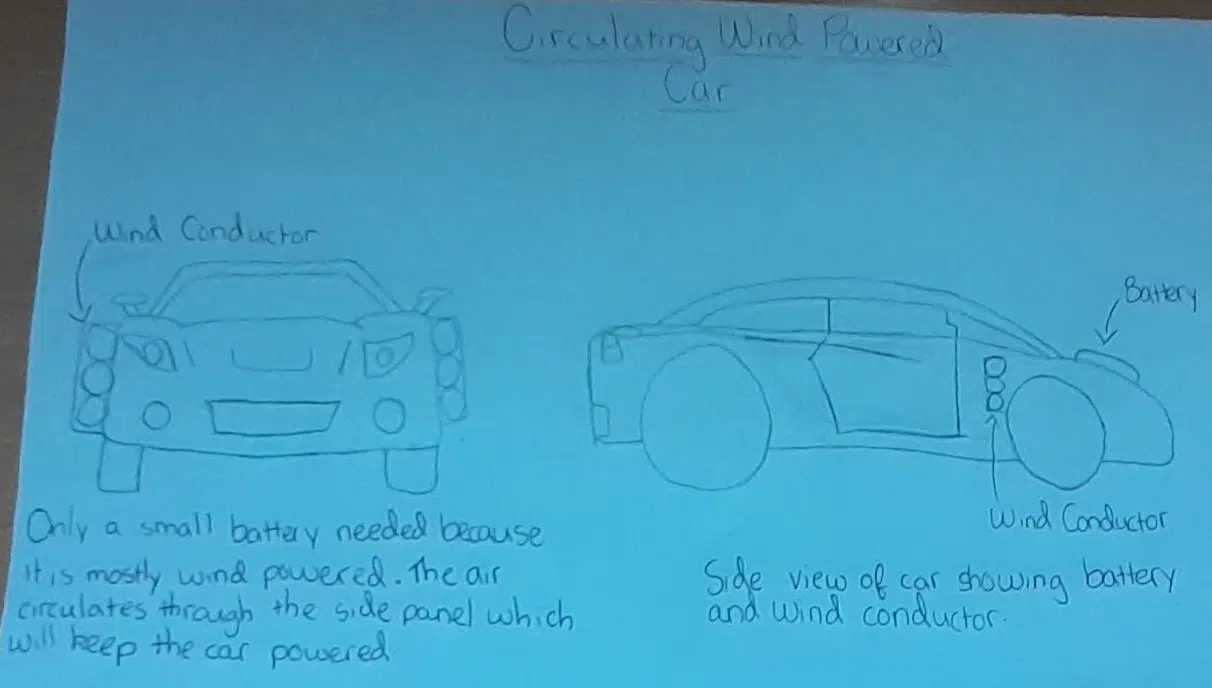 Circulating Wind Powered
Car
Wind Conductor
Battery
Wind Conductor
Only a small battery needed because
it is mostly wind powered. The air
circulates through the side panel which
will keep the car powered.
Side view of car showing battery
and wind conductor.